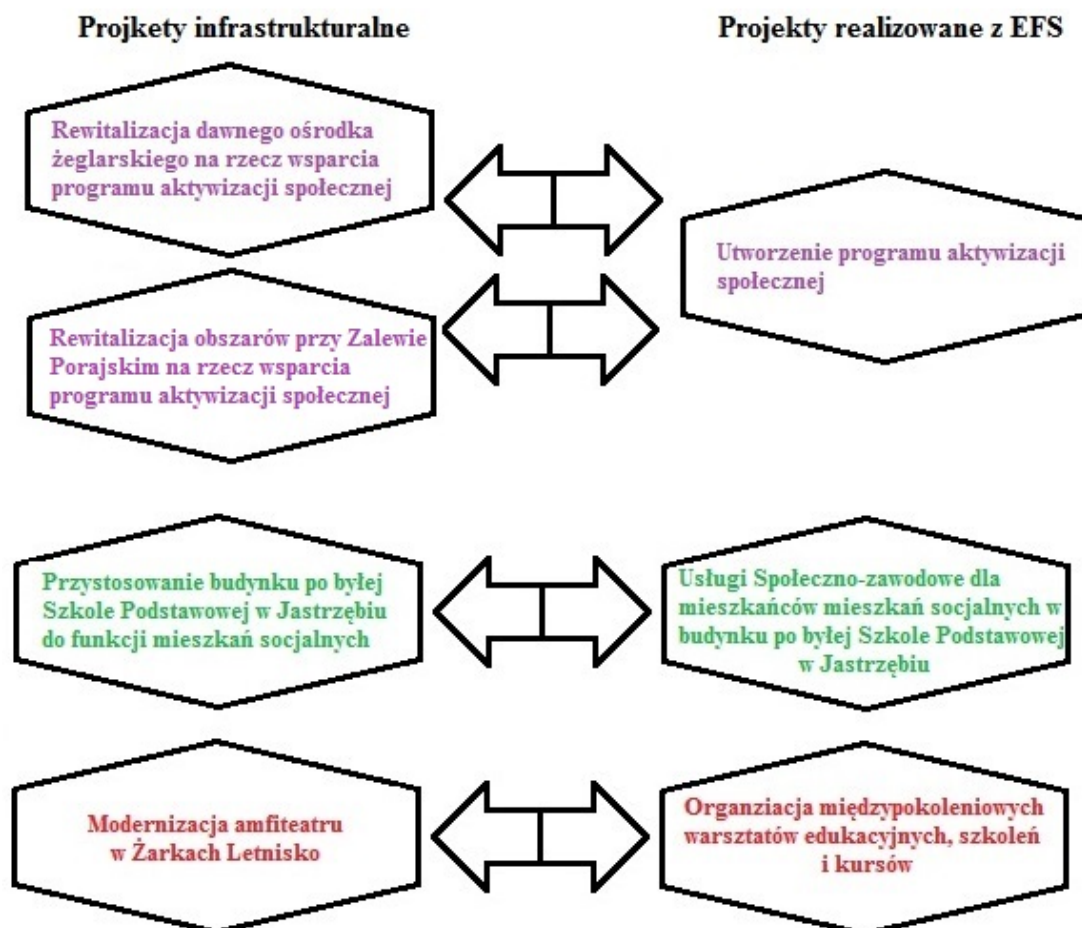 Projkety infrastrukturalne
Projekty realizowane z EFS
Rewitalizacja dawnego ośrodka
żeglarskiego na rzecz wsparcia
programu aktywizacji społecznej
Utworzenie programu aktywizacji
społecznej
Rewitalizacja obszarów przy Zalewie
Porajskim na rzecz wsparcia
programu aktywizacji społecznej
Przystosowanie budynku po byłej
Szkole Podstawowej w Jastrzębiu
do funkcji mieszkań socjalnych
Usługi Społeczno-zawodowe dla
mieszkańców mieszkań socjalnych w
budynku po byłej Szkole Podstawowej
w Jastrzębiu
Modernizacja amfiteatru
w Żarkach Letnisko
Organziacja międzypokoleniowych
warsztatów edukacyjnych, szkoleń
i kursów